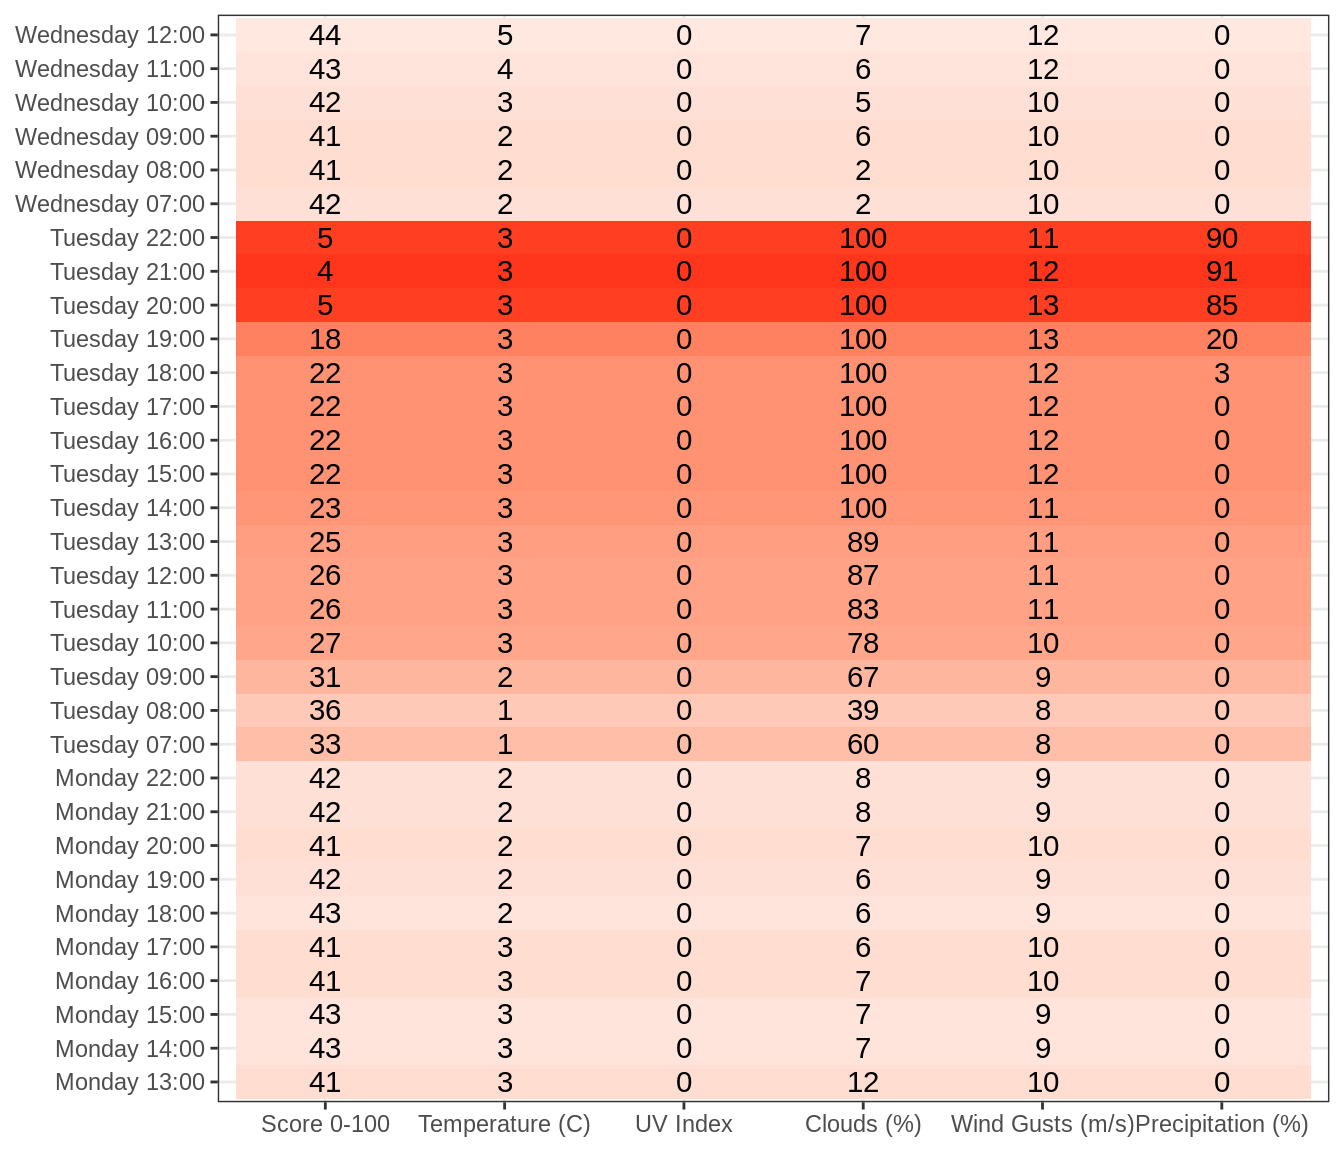 Wednesday 12:00 44 5 0 7 12 0
Wednesday 11:00 43 4 0 6 12 0
Wednesday 10:00 42 3 0 5 10 0
Wednesday 09:00 41 2 0 6 10 0
Wednesday 08:00 41 2 0 2 10 0
Wednesday 07:00 42 2 0 2 10 0
Tuesday 22:00 5 3 0 100 11 90
Tuesday 21:00 4 3 0 100 12 91
Tuesday 20:00 5 3 0 100 13 85
Tuesday 19:00 18 3 0 100 13 20
Tuesday 18:00 22 3 0 100 12 3
Tuesday 17:00 22 3 0 100 12 0
Tuesday 16:00 22 3 0 100 12 0
Tuesday 15:00 22 3 0 100 12 0
Tuesday 14:00 23 3 0 100 11 0
Tuesday 13:00 25 3 0 89 11 0
Tuesday 12:00 26 3 0 87 11 0
Tuesday 11:00 26 3 0 83 11 0
Tuesday 10:00 27 3 0 78 10 0
Tuesday 09:00 31 2 0 67 9 0
Tuesday 08:00 36 1 0 39 8 0
Tuesday 07:00 33 1 0 60 8 0
Monday 22:00 42 2 0 8 9 0
Monday 21:00 42 2 0 8 9 0
Monday 20:00 41 2 0 7 10 0
Monday 19:00 42 2 0 6 9 0
Monday 18:00 43 2 0 6 9 0
Monday 17:00 41 3 0 6 10 0
Monday 16:00 41 3 0 7 10 0
Monday 15:00 43 3 0 7 9 0
Monday 14:00 43 3 0 7 9 0
Monday 13:00 41 3 0 12 10 0
Score 0-100 Temperature (C) UV Index Clouds (%) Wind Gusts (m/s) Precipitation (%)